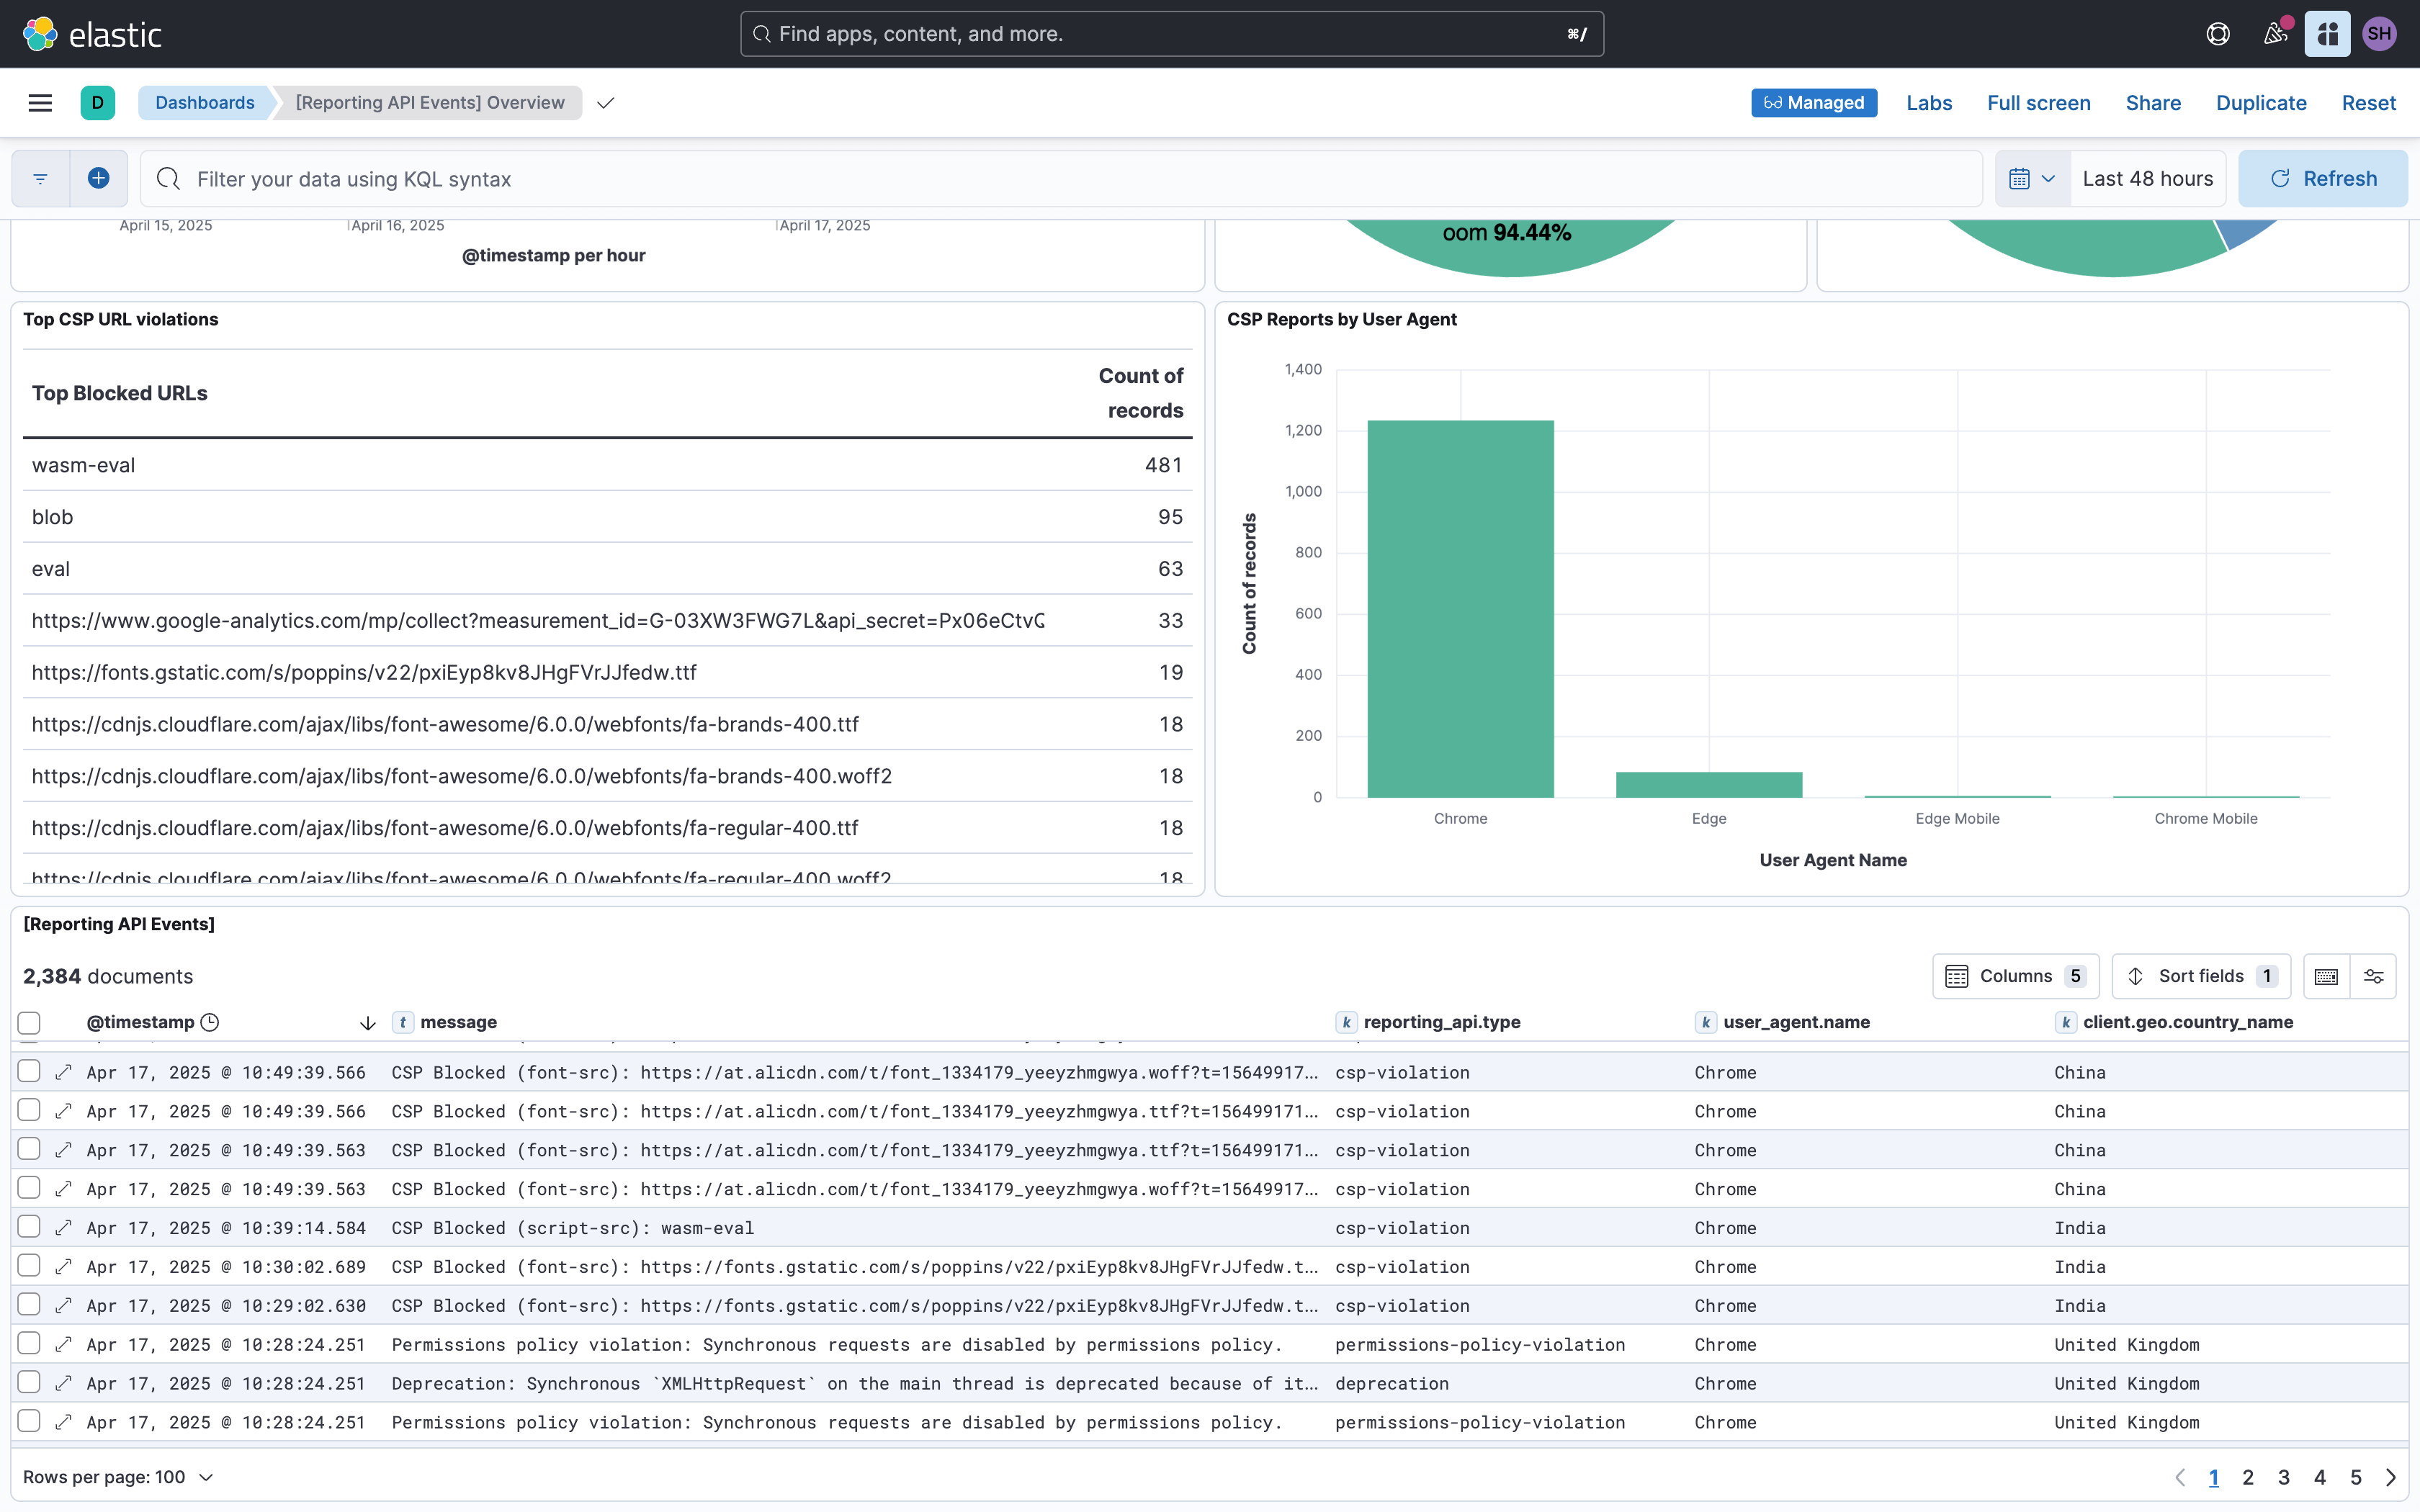 elastic
Find apps, content, and more.
⌘/
SH
D
Dashboards
[Reporting API Events] Overview
Managed
Labs
Full screen
Share
Duplicate
Reset
Filter your data using KQL syntax
Last 48 hours
Refresh
April 15, 2025
April 16, 2025
April 17, 2025
@timestamp per hour
oom 94.44%
Top CSP URL violations
Top Blocked URLs
Count of
records
wasm-eval 481
blob 95
eval 63
https://www.google-analytics.com/mp/collect?measurement_id=G-03XW3FWG7L&api_secret=Px06eCtvQ 33
https://fonts.gstatic.com/s/poppins/v22/pxiEyp8kv8JHgFVrJJfedw.ttf 19
https://cdnjs.cloudflare.com/ajax/libs/font-awesome/6.0.0/webfonts/fa-brands-400.ttf 18
https://cdnjs.cloudflare.com/ajax/libs/font-awesome/6.0.0/webfonts/fa-brands-400.woff2 18
https://cdnjs.cloudflare.com/ajax/libs/font-awesome/6.0.0/webfonts/fa-regular-400.ttf 18
https://cdnjs.cloudflare.com/ajax/libs/font-awesome/6.0.0/webfonts/fa-regular-400.woff2 18
CSP Reports by User Agent
Count of records
1,400
1,200
1,000
800
600
400
200
0
Chrome
Edge
Edge Mobile
Chrome Mobile
User Agent Name
[Reporting API Events]
2,384 documents
Columns 5
Sort fields 1
@timestamp
t message
k reporting_api.type
k user_agent.name
k client.geo.country_name
Apr 17, 2025 @ 10:49:39.566 CSP Blocked (font-src): https://at.alicdn.com/t/font_1334179_yeeyzhmgwya.woff?t=15649917... csp-violation Chrome China
Apr 17, 2025 @ 10:49:39.566 CSP Blocked (font-src): https://at.alicdn.com/t/font_1334179_yeeyzhmgwya.ttf?t=156499171... csp-violation Chrome China
Apr 17, 2025 @ 10:49:39.563 CSP Blocked (font-src): https://at.alicdn.com/t/font_1334179_yeeyzhmgwya.ttf?t=156499171... csp-violation Chrome China
Apr 17, 2025 @ 10:49:39.563 CSP Blocked (font-src): https://at.alicdn.com/t/font_1334179_yeeyzhmgwya.woff?t=15649917... csp-violation Chrome China
Apr 17, 2025 @ 10:39:14.584 CSP Blocked (script-src): wasm-eval csp-violation Chrome India
Apr 17, 2025 @ 10:30:02.689 CSP Blocked (font-src): https://fonts.gstatic.com/s/poppins/v22/pxiEyp8kv8JHgFVrJJfedw.t... csp-violation Chrome India
Apr 17, 2025 @ 10:29:02.630 CSP Blocked (font-src): https://fonts.gstatic.com/s/poppins/v22/pxiEyp8kv8JHgFVrJJfedw.t... csp-violation Chrome India
Apr 17, 2025 @ 10:28:24.251 Permissions policy violation: Synchronous requests are disabled by permissions policy. permissions-policy-violation Chrome United Kingdom
Apr 17, 2025 @ 10:28:24.251 Deprecation: Synchronous `XMLHttpRequest` on the main thread is deprecated because of it... deprecation Chrome United Kingdom
Apr 17, 2025 @ 10:28:24.251 Permissions policy violation: Synchronous requests are disabled by permissions policy. permissions-policy-violation Chrome United Kingdom
Rows per page: 100
1 2 3 4 5